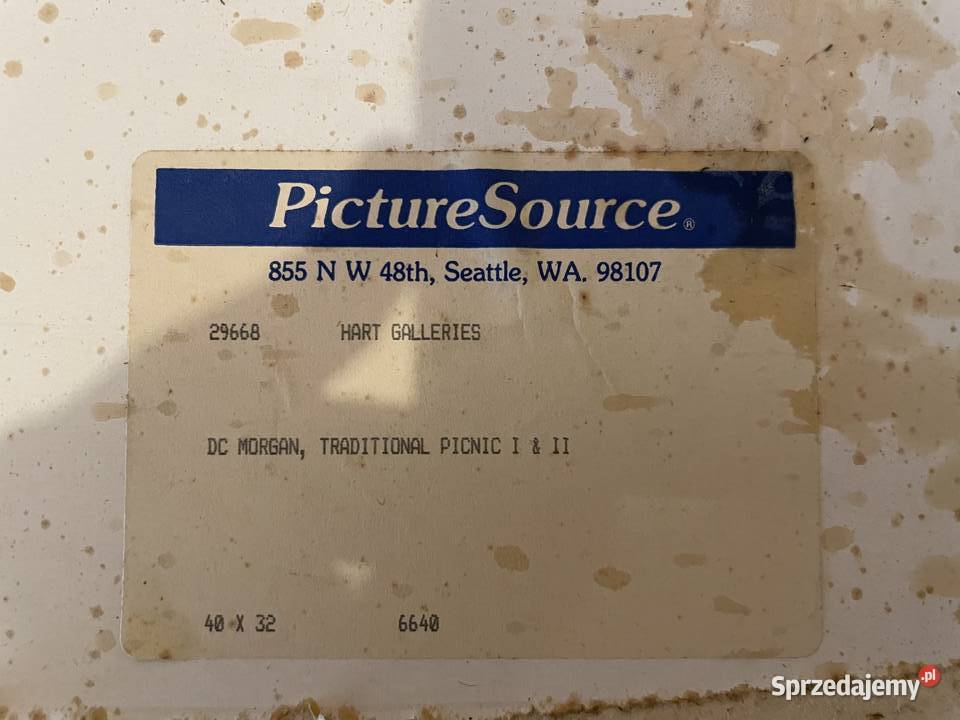 PictureSource®
855 N W 48th, Seattle, WA. 98107
29668 HART GALLERIES
DC MORGAN, TRADITIONAL PICNIC I & II
40 X 32 6640
Sprzedajemy.pl